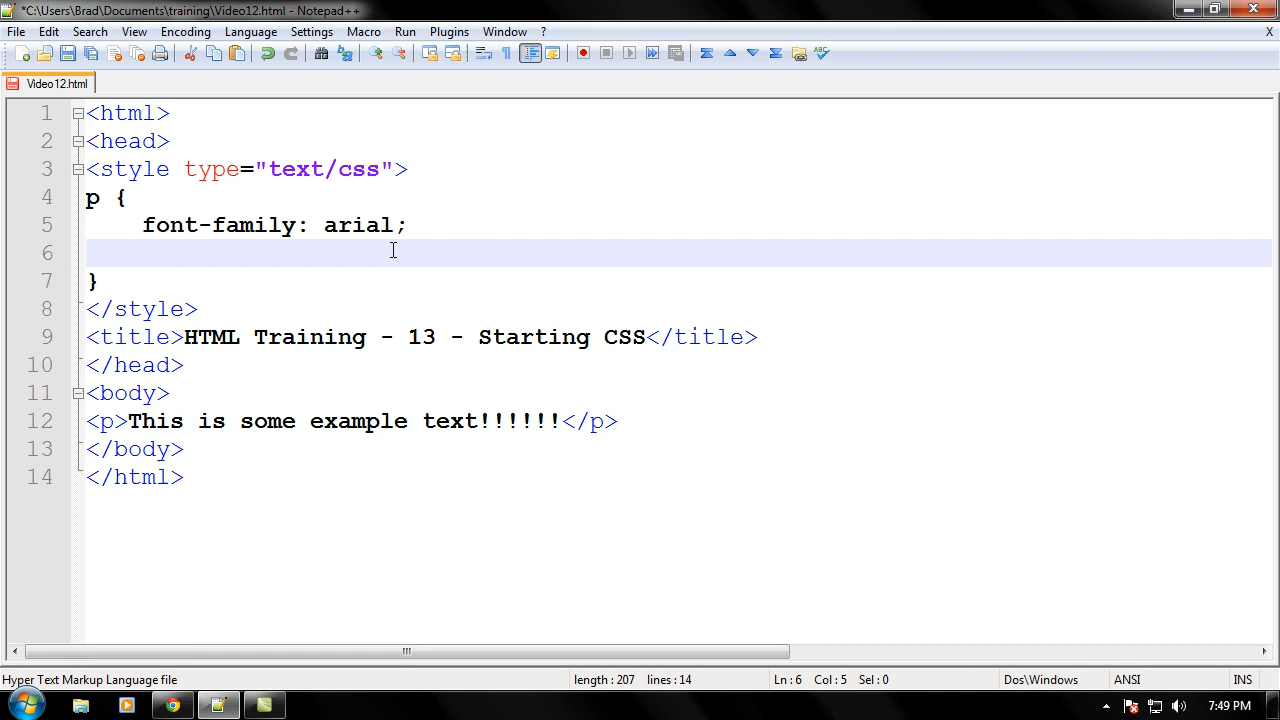 *C:\Users\Brad\Documents\training\Video12.html - Notepad++
File Edit Search View Encoding Language Settings Macro Run Plugins Window ? X
Video12.html
1 <html>
2 <head>
3 <style type="text/css">
4 p {
5 font-family: arial;
6
7 }
8 </style>
9 <title>HTML Training - 13 - Starting CSS</title>
10 </head>
11 <body>
12 <p>This is some example text!!!!!!</p>
13 </body>
14 </html>
Hyper Text Markup Language file length : 207 lines : 14 Ln : 6 Col : 5 Sel : 0 Dos\Windows ANSI INS
7:49 PM